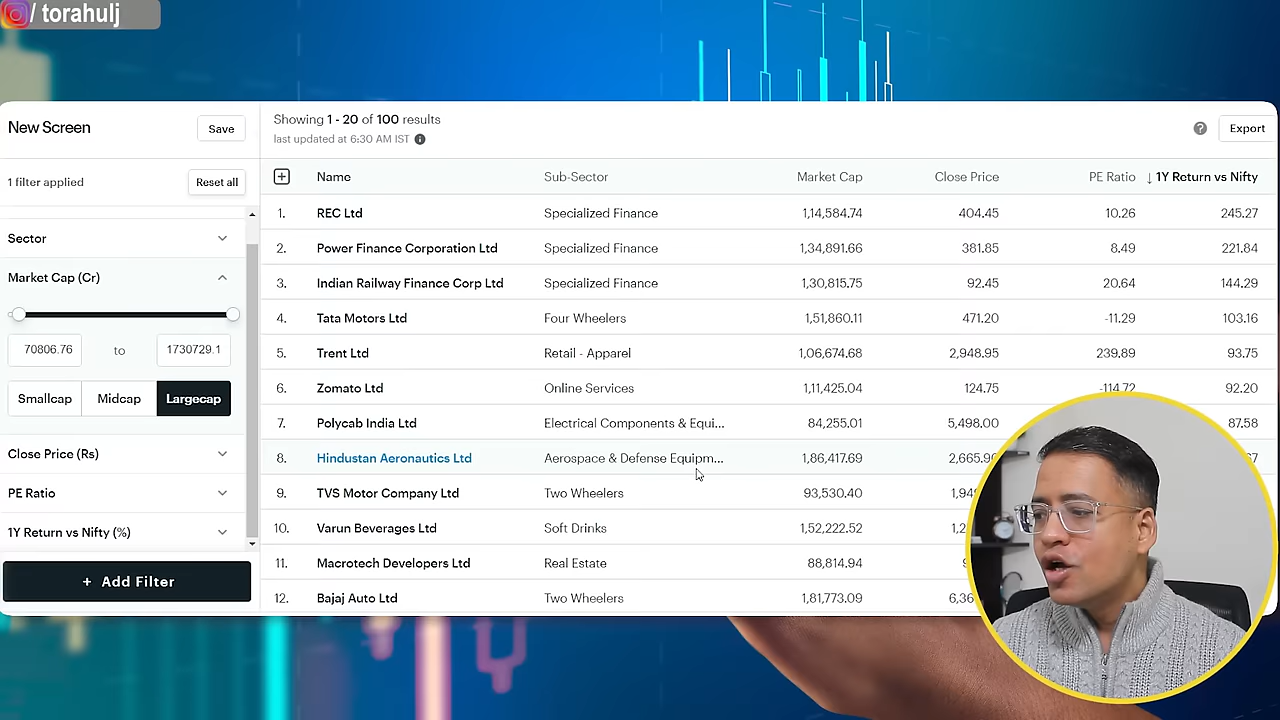 / torahulj
New Screen
Save
1 filter applied
Reset all
Sector
Market Cap (Cr)
70806.76 to 1730729.1
Smallcap Midcap Largecap
Close Price (Rs)
PE Ratio
1Y Return vs Nifty (%)
+ Add Filter
Showing 1 - 20 of 100 results
last updated at 6:30 AM IST
Export
Name Sub-Sector Market Cap Close Price PE Ratio ↓ 1Y Return vs Nifty
1. REC Ltd Specialized Finance 1,14,584.74 404.45 10.26 245.27
2. Power Finance Corporation Ltd Specialized Finance 1,34,891.66 381.85 8.49 221.84
3. Indian Railway Finance Corp Ltd Specialized Finance 1,30,815.75 92.45 20.64 144.29
4. Tata Motors Ltd Four Wheelers 1,51,860.11 471.20 -11.29 103.16
5. Trent Ltd Retail - Apparel 1,06,674.68 2,948.95 239.89 93.75
6. Zomato Ltd Online Services 1,11,425.04 124.75 -114.72 92.20
7. Polycab India Ltd Electrical Components & Equi... 84,255.01 5,498.00 87.58
8. Hindustan Aeronautics Ltd Aerospace & Defense Equipm... 1,86,417.69
9. TVS Motor Company Ltd Two Wheelers 93,530.40
10. Varun Beverages Ltd Soft Drinks 1,52,222.52
11. Macrotech Developers Ltd Real Estate 88,814.94
12. Bajaj Auto Ltd Two Wheelers 1,81,773.09